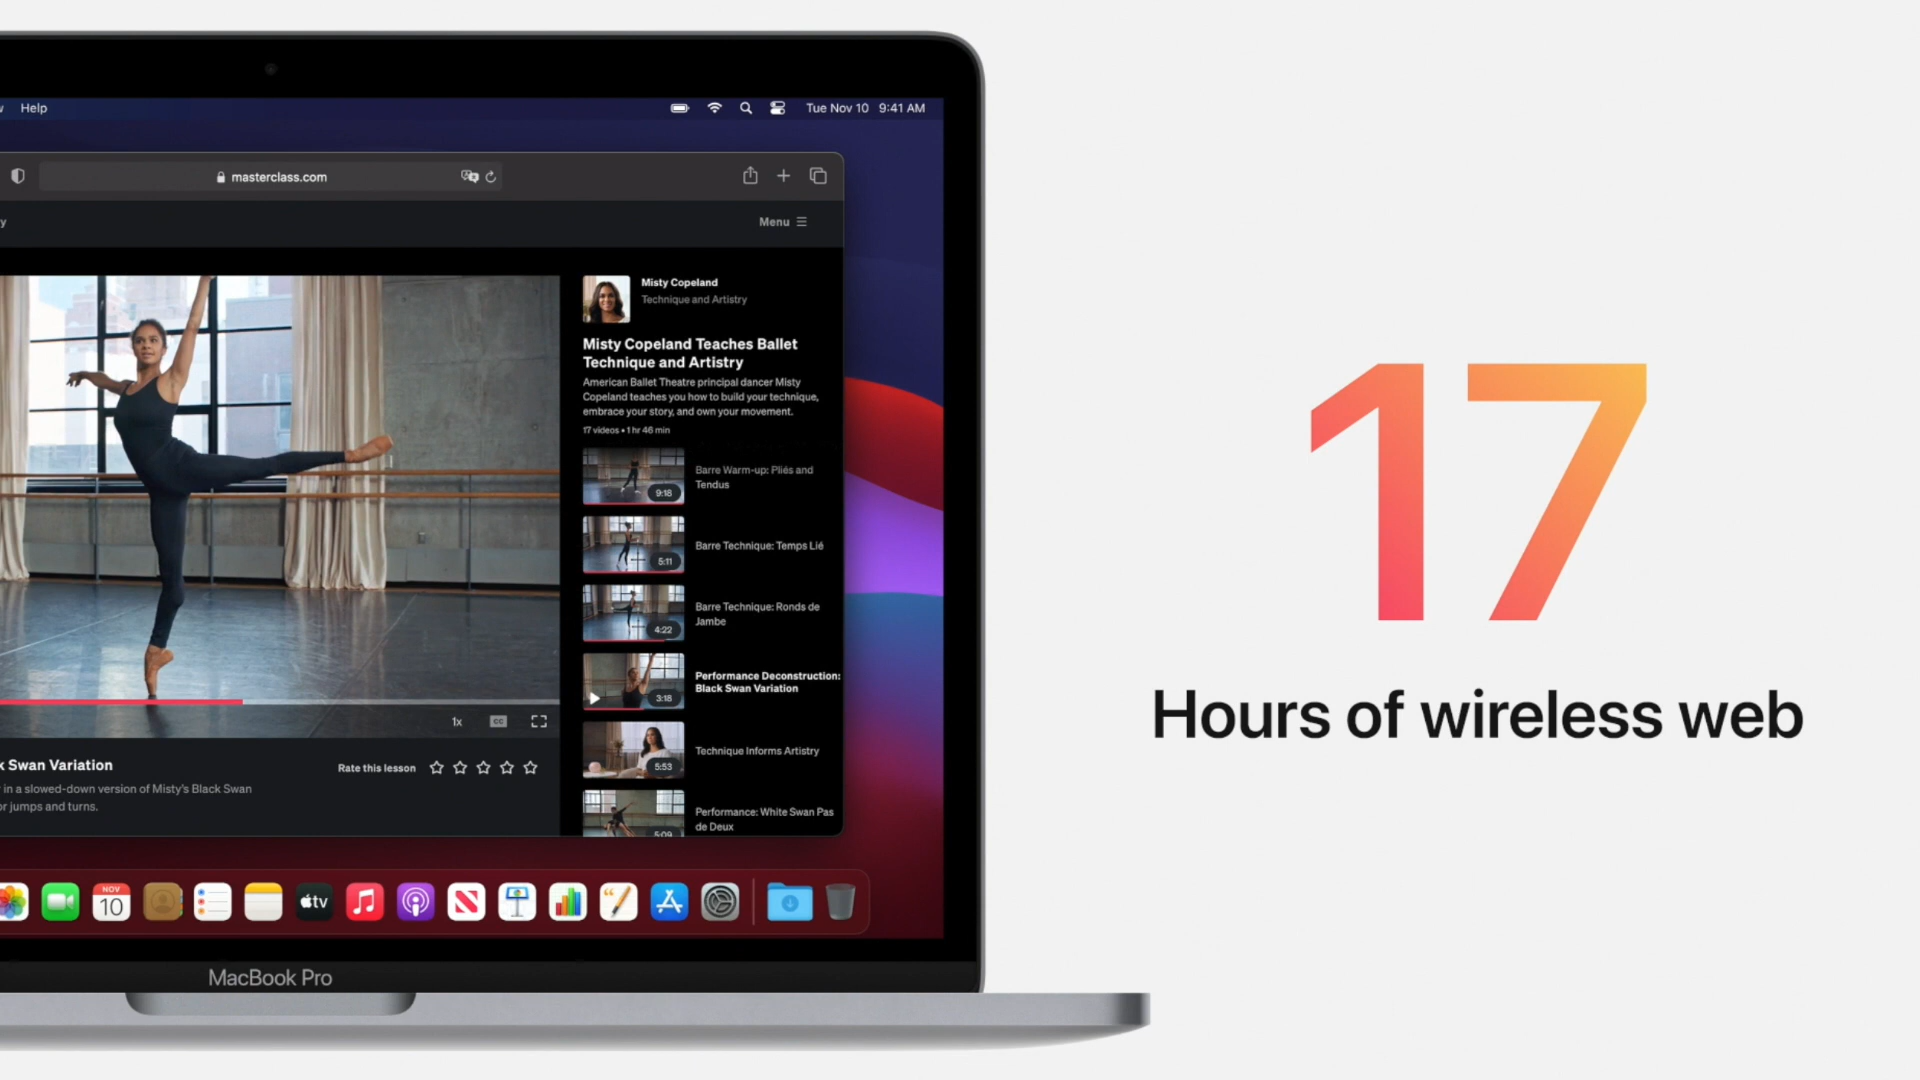 Help
Tue Nov 10 9:41 AM
masterclass.com
y
Menu
Misty Copeland
Technique and Artistry
Misty Copeland Teaches Ballet
Technique and Artistry
American Ballet Theatre principal dancer Misty
Copeland teaches you how to build your technique,
embrace your story, and own your movement.
17 videos • 1 hr 46 min
9:18
Barre Warm-up: Pliés and
Tendus
5:11
Barre Technique: Temps Lié
4:22
Barre Technique: Ronds de
Jambe
3:18
Performance Deconstruction:
Black Swan Variation
5:53
Technique Informs Artistry
5:09
Performance: White Swan Pas
de Deux
1x
CC
k Swan Variation
Rate this lesson
in a slowed-down version of Misty's Black Swan
or jumps and turns.
NOV
10
tv
MacBook Pro
17
Hours of wireless web